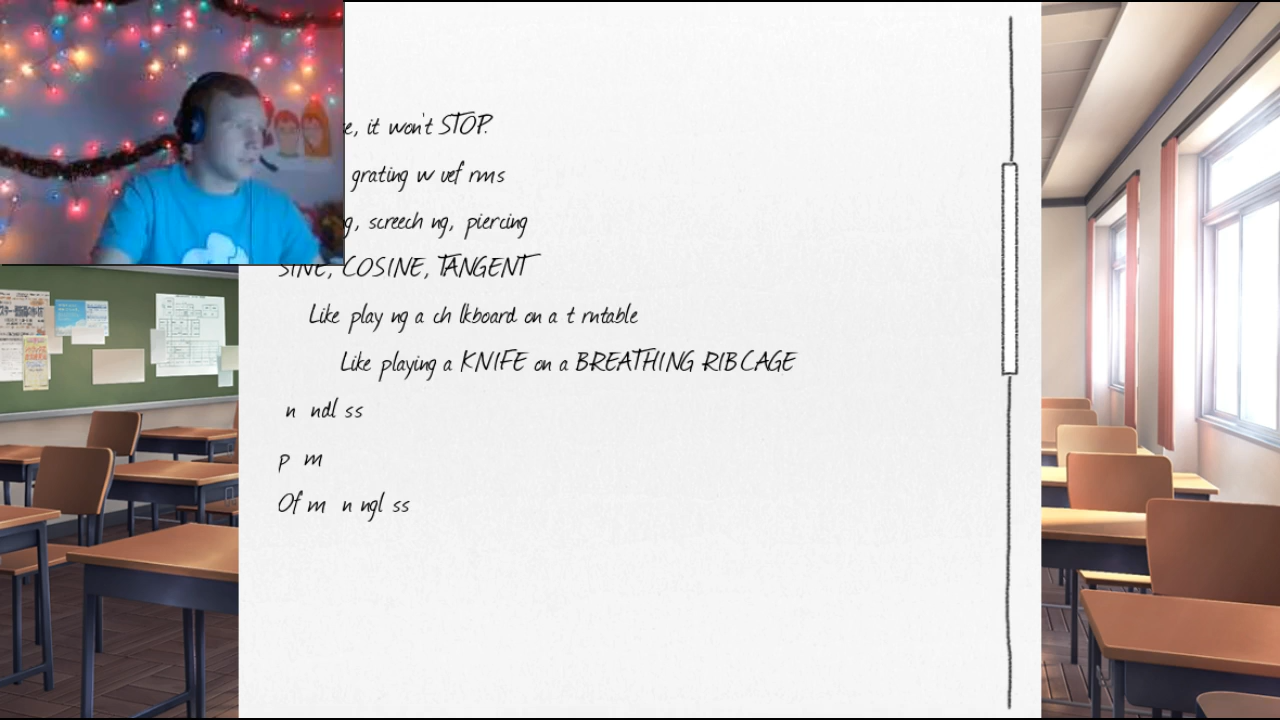 it won't STOP.
grating w vef rms
screech ng, piercing
SINE, COSINE, TANGENT
Like play ng a ch lkboard on a t rntable
Like playing a KNIFE on a BREATHING RIBCAGE
n ndl ss
p m
Of m n ngl ss